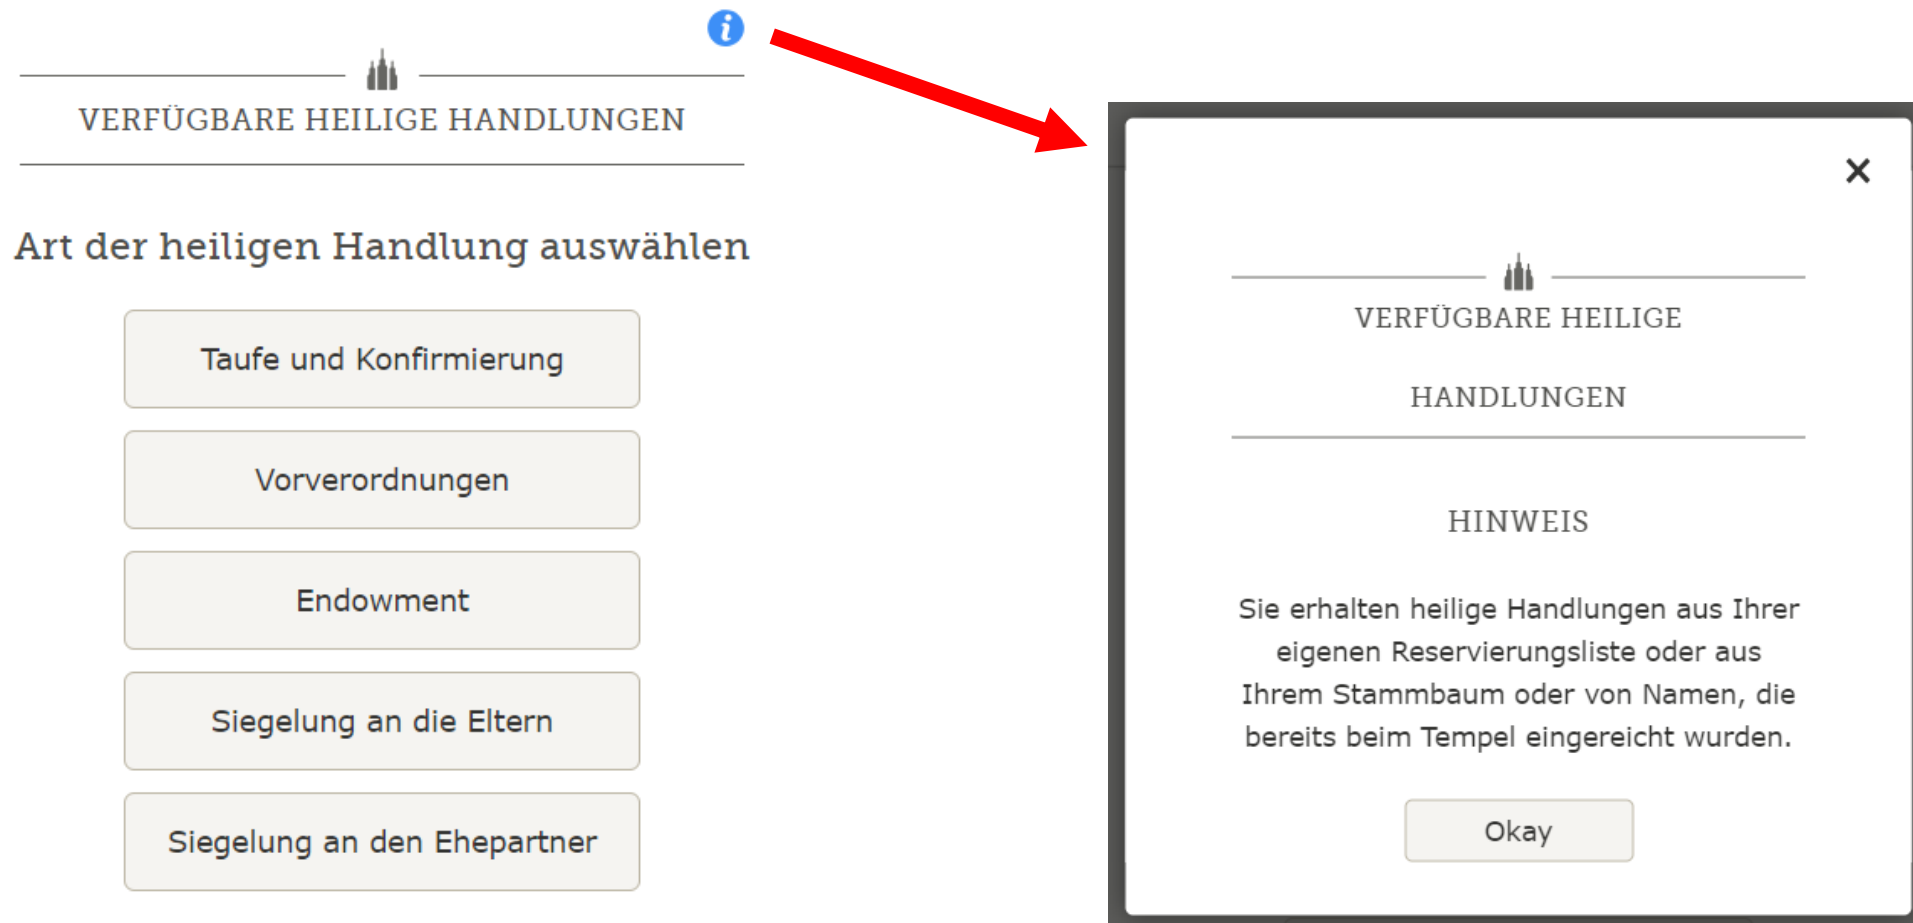 VERFÜGBARE HEILIGE HANDLUNGEN
Art der heiligen Handlung auswählen
Taufe und Konfirmierung
Vorverordnungen
Endowment
Siegelung an die Eltern
Siegelung an den Ehepartner
VERFÜGBARE HEILIGE
HANDLUNGEN
HINWEIS
Sie erhalten heilige Handlungen aus Ihrer
eigenen Reservierungsliste oder aus
Ihrem Stammbaum oder von Namen, die
bereits beim Tempel eingereicht wurden.
Okay